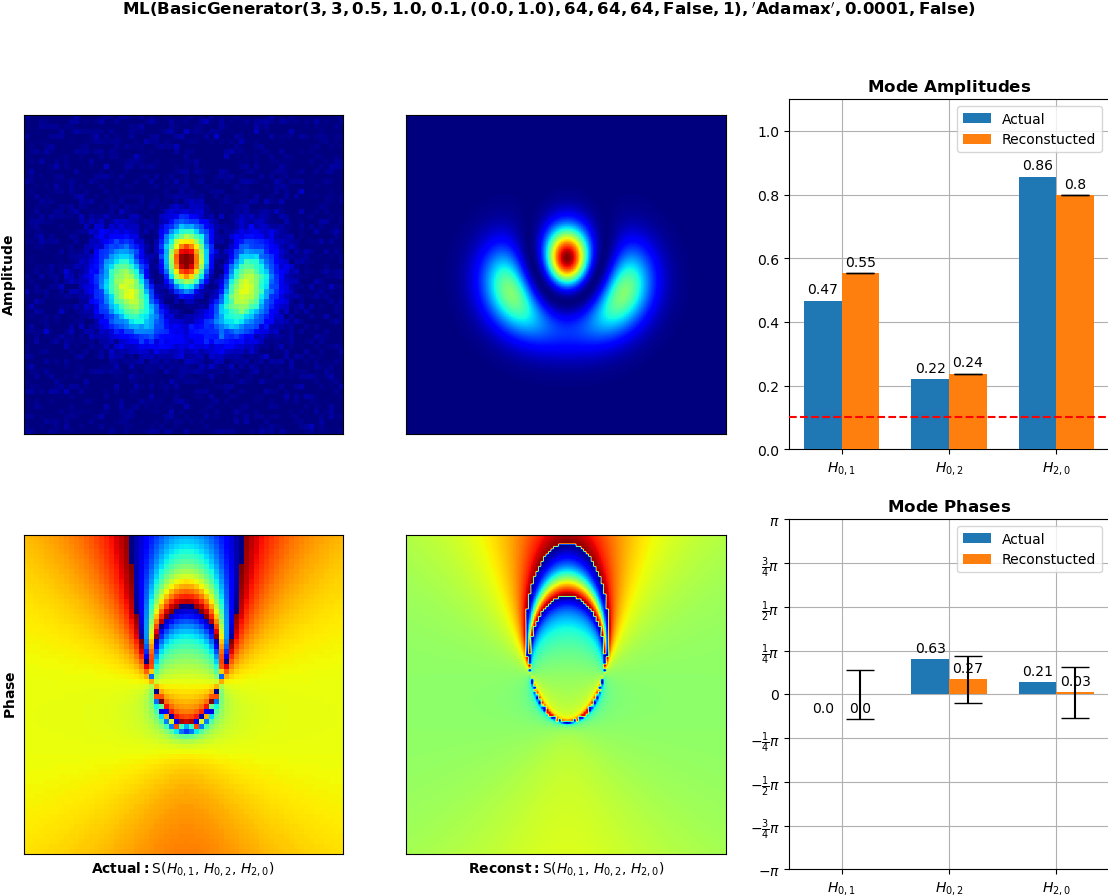 ML(BasicGenerator(3, 3, 0.5, 1.0, 0.1, (0.0, 1.0), 64, 64, 64, False, 1), ′Adamax′, 0.0001, False)
Amplitude
Mode Amplitudes
Actual
Reconstucted
1.0
0.8
0.6
0.4
0.2
0.0
0.47
0.55
0.22
0.24
0.86
0.8
H0,1
H0,2
H2,0
Phase
Actual: S(H0,1, H0,2, H2,0)
Reconst: S(H0,1, H0,2, H2,0)
Mode Phases
Actual
Reconstucted
π
3/4π
1/2π
1/4π
0
−1/4π
−1/2π
−3/4π
−π
0.0
0.0
0.63
0.27
0.21
0.03
H0,1
H0,2
H2,0